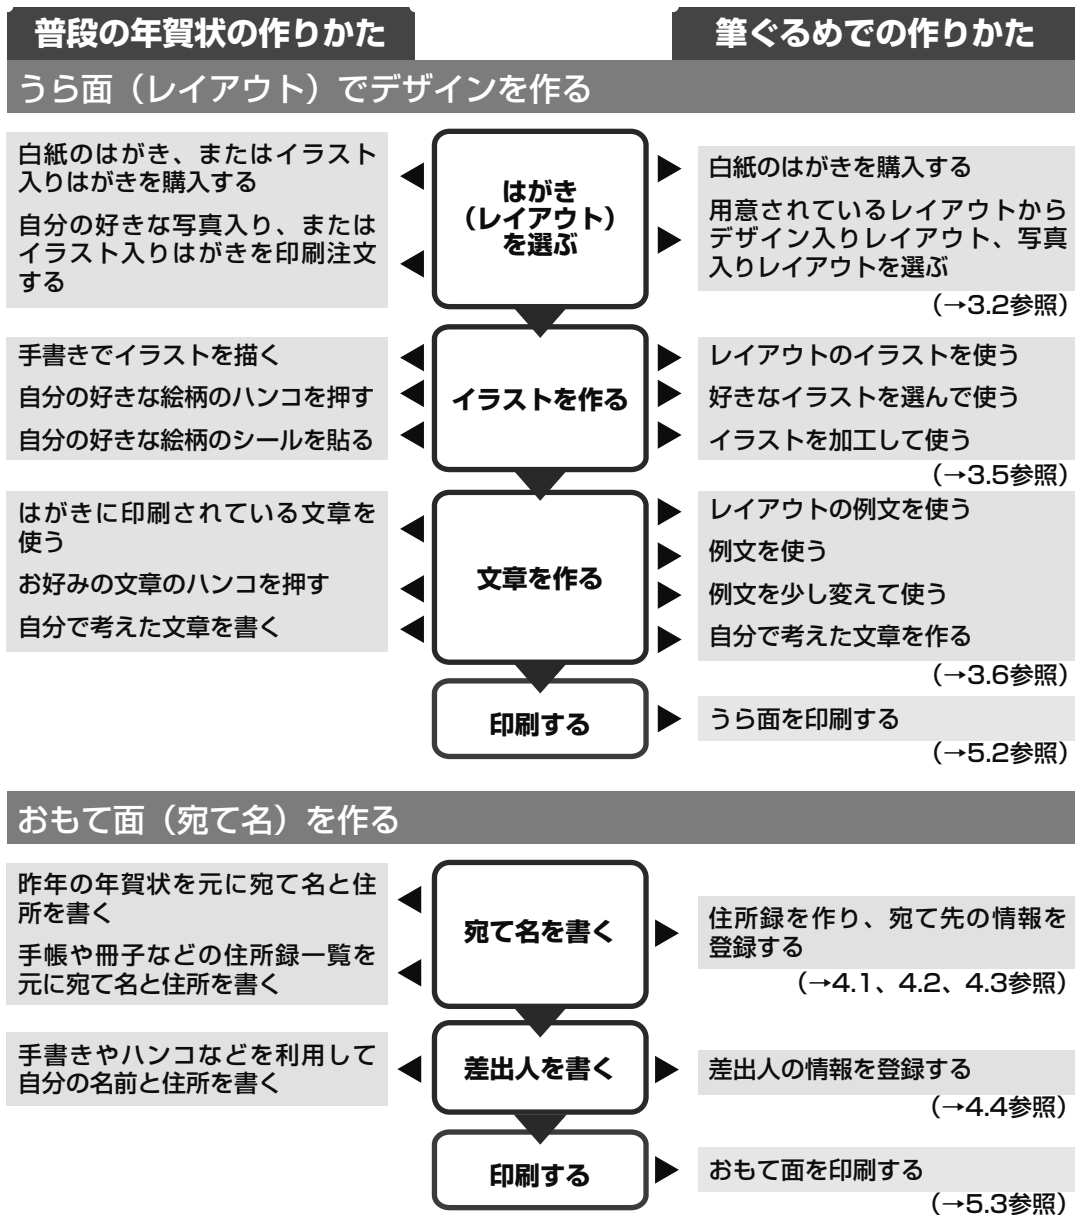 普段の年賀状の作りかた
筆ぐるめでの作りかた
うら面（レイアウト）でデザインを作る
白紙のはがき、またはイラスト
入りはがきを購入する
自分の好きな写真入り、または
イラスト入りはがきを印刷注文
する
はがき
（レイアウト）
を選ぶ
白紙のはがきを購入する
用意されているレイアウトから
デザイン入りレイアウト、写真
入りレイアウトを選ぶ
（→3.2参照）
手書きでイラストを描く
自分の好きな絵柄のハンコを押す
自分の好きな絵柄のシールを貼る
イラストを作る
レイアウトのイラストを使う
好きなイラストを選んで使う
イラストを加工して使う
（→3.5参照）
はがきに印刷されている文章を
使う
お好みの文章のハンコを押す
自分で考えた文章を書く
文章を作る
レイアウトの例文を使う
例文を使う
例文を少し変えて使う
自分で考えた文章を作る
（→3.6参照）
印刷する
うら面を印刷する
（→5.2参照）
おもて面（宛て名）を作る
昨年の年賀状を元に宛て名と住
所を書く
手帳や冊子などの住所録一覧を
元に宛て名と住所を書く
宛て名を書く
住所録を作り、宛て先の情報を
登録する
（→4.1、4.2、4.3参照）
手書きやハンコなどを利用して
自分の名前と住所を書く
差出人を書く
差出人の情報を登録する
（→4.4参照）
印刷する
おもて面を印刷する
（→5.3参照）